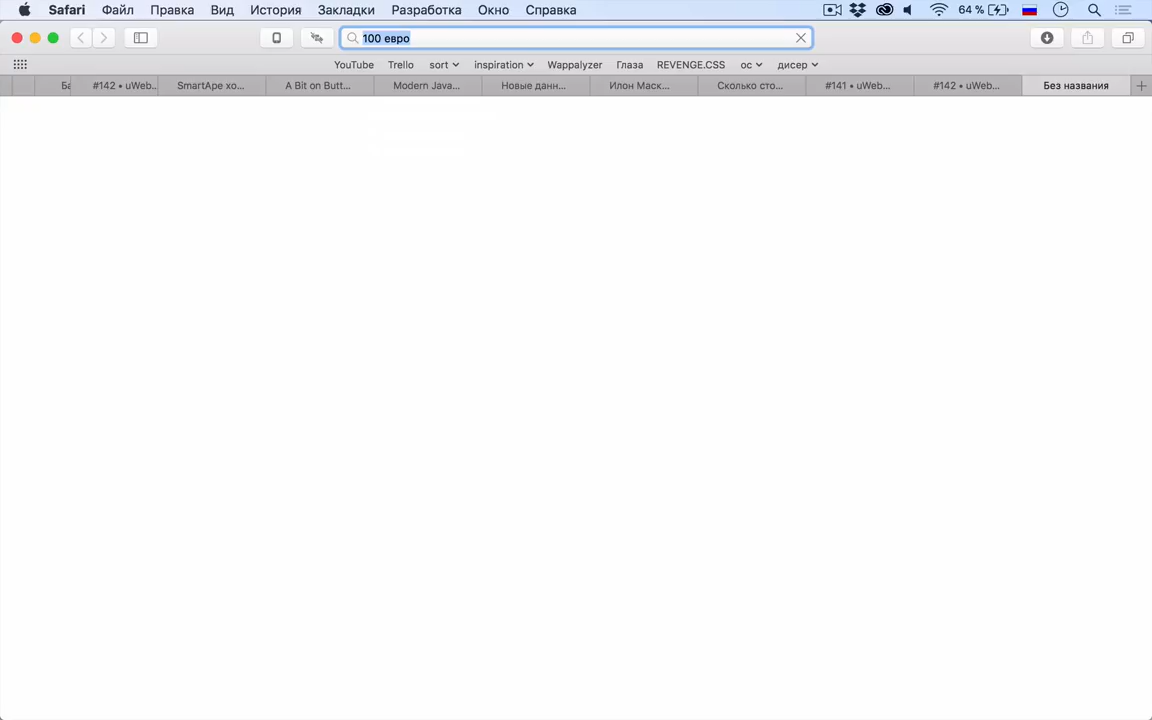 Safari Файл Правка Вид История Закладки Разработка Окно Справка 64 %
100 евро
YouTube Trello sort inspiration Wappalyzer Глаза REVENGE.CSS ос дисер
Ба #142 • uWeb... SmartApe хо... A Bit on Butt... Modern Java... Новые данн... Илон Маск... Сколько сто... #141 • uWeb... #142 • uWeb... Без названия